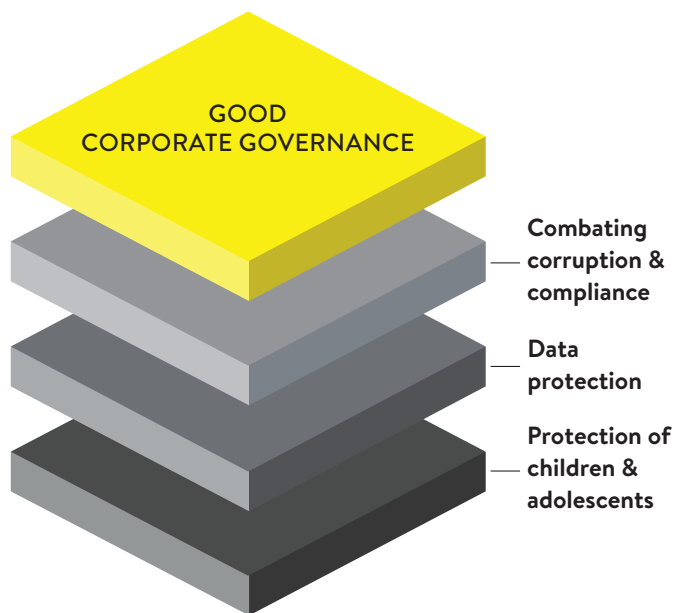 GOOD
CORPORATE GOVERNANCE
Combating
corruption &
compliance
Data
protection
Protection of
children &
adolescents